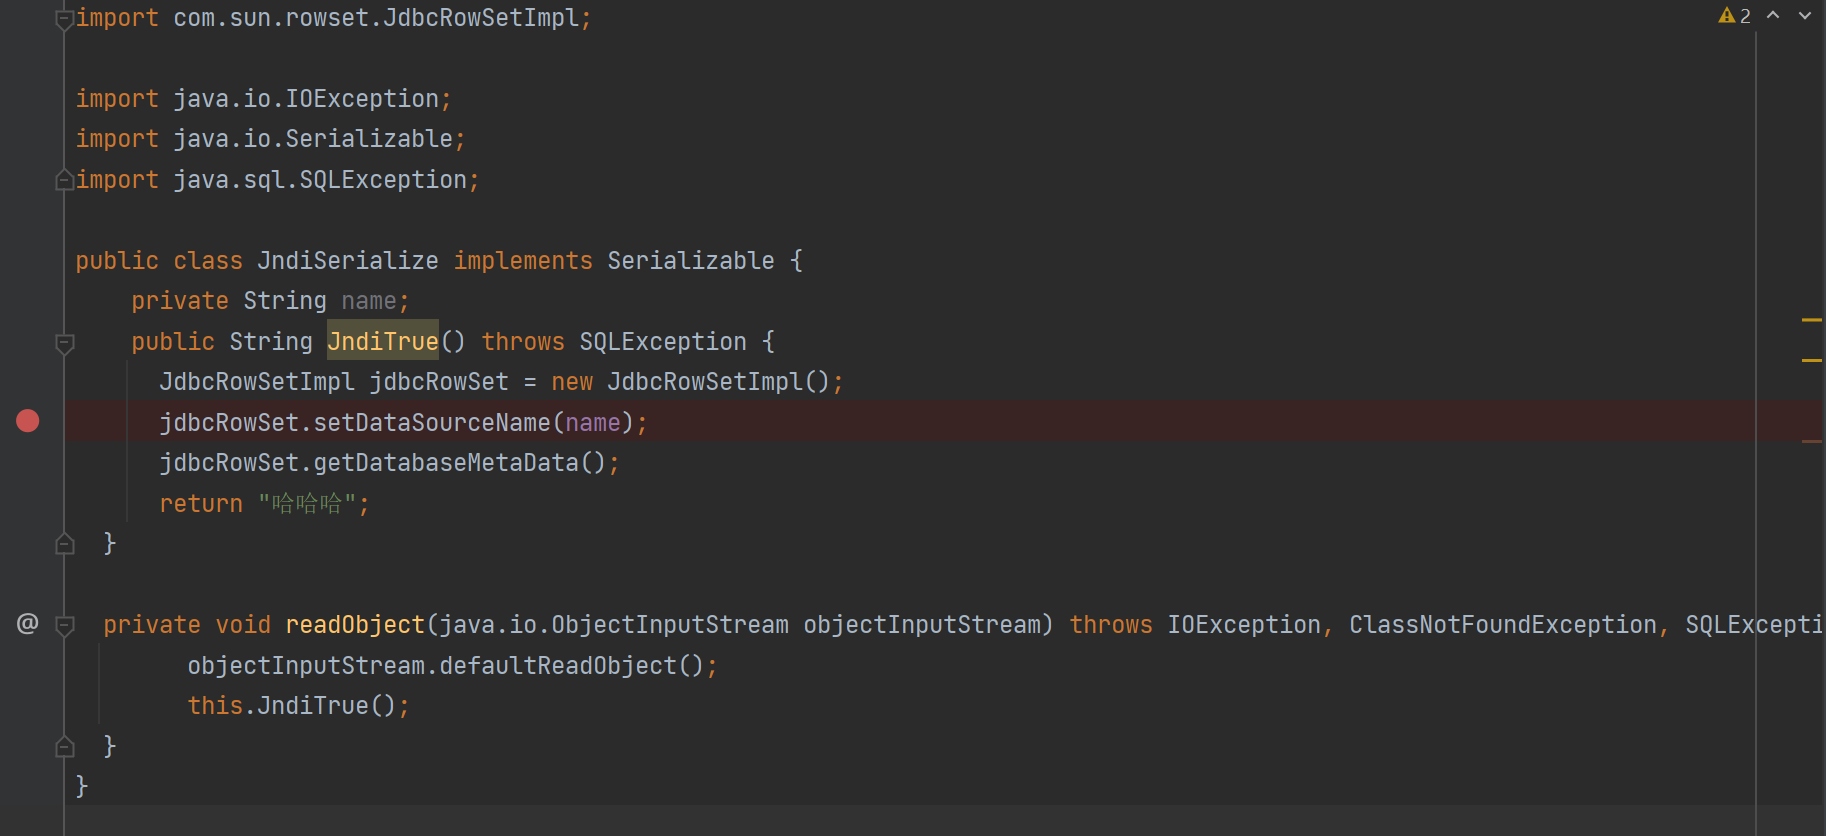 import com.sun.rowset.JdbcRowSetImpl;
2
import java.io.IOException;
import java.io.Serializable;
import java.sql.SQLException;
public class JndiSerialize implements Serializable {
private String name;
public String JndiTrue() throws SQLException {
JdbcRowSetImpl jdbcRowSet = new JdbcRowSetImpl();
jdbcRowSet.setDataSourceName(name);
jdbcRowSet.getDatabaseMetaData();
return "哈哈哈";
}
@ private void readObject(java.io.ObjectInputStream objectInputStream) throws IOException, ClassNotFoundException, SQLExcepti
objectInputStream.defaultReadObject();
this.JndiTrue();
}
}